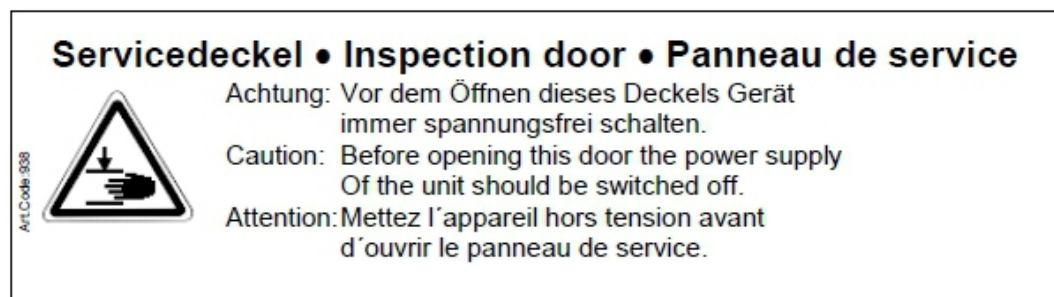 Servicedeckel • Inspection door • Panneau de service
Achtung: Vor dem Öffnen dieses Deckels Gerät
immer spannungsfrei schalten.
Caution: Before opening this door the power supply
Of the unit should be switched off.
Attention:Mettez l´appareil hors tension avant
d´ouvrir le panneau de service.
Art.Code:938